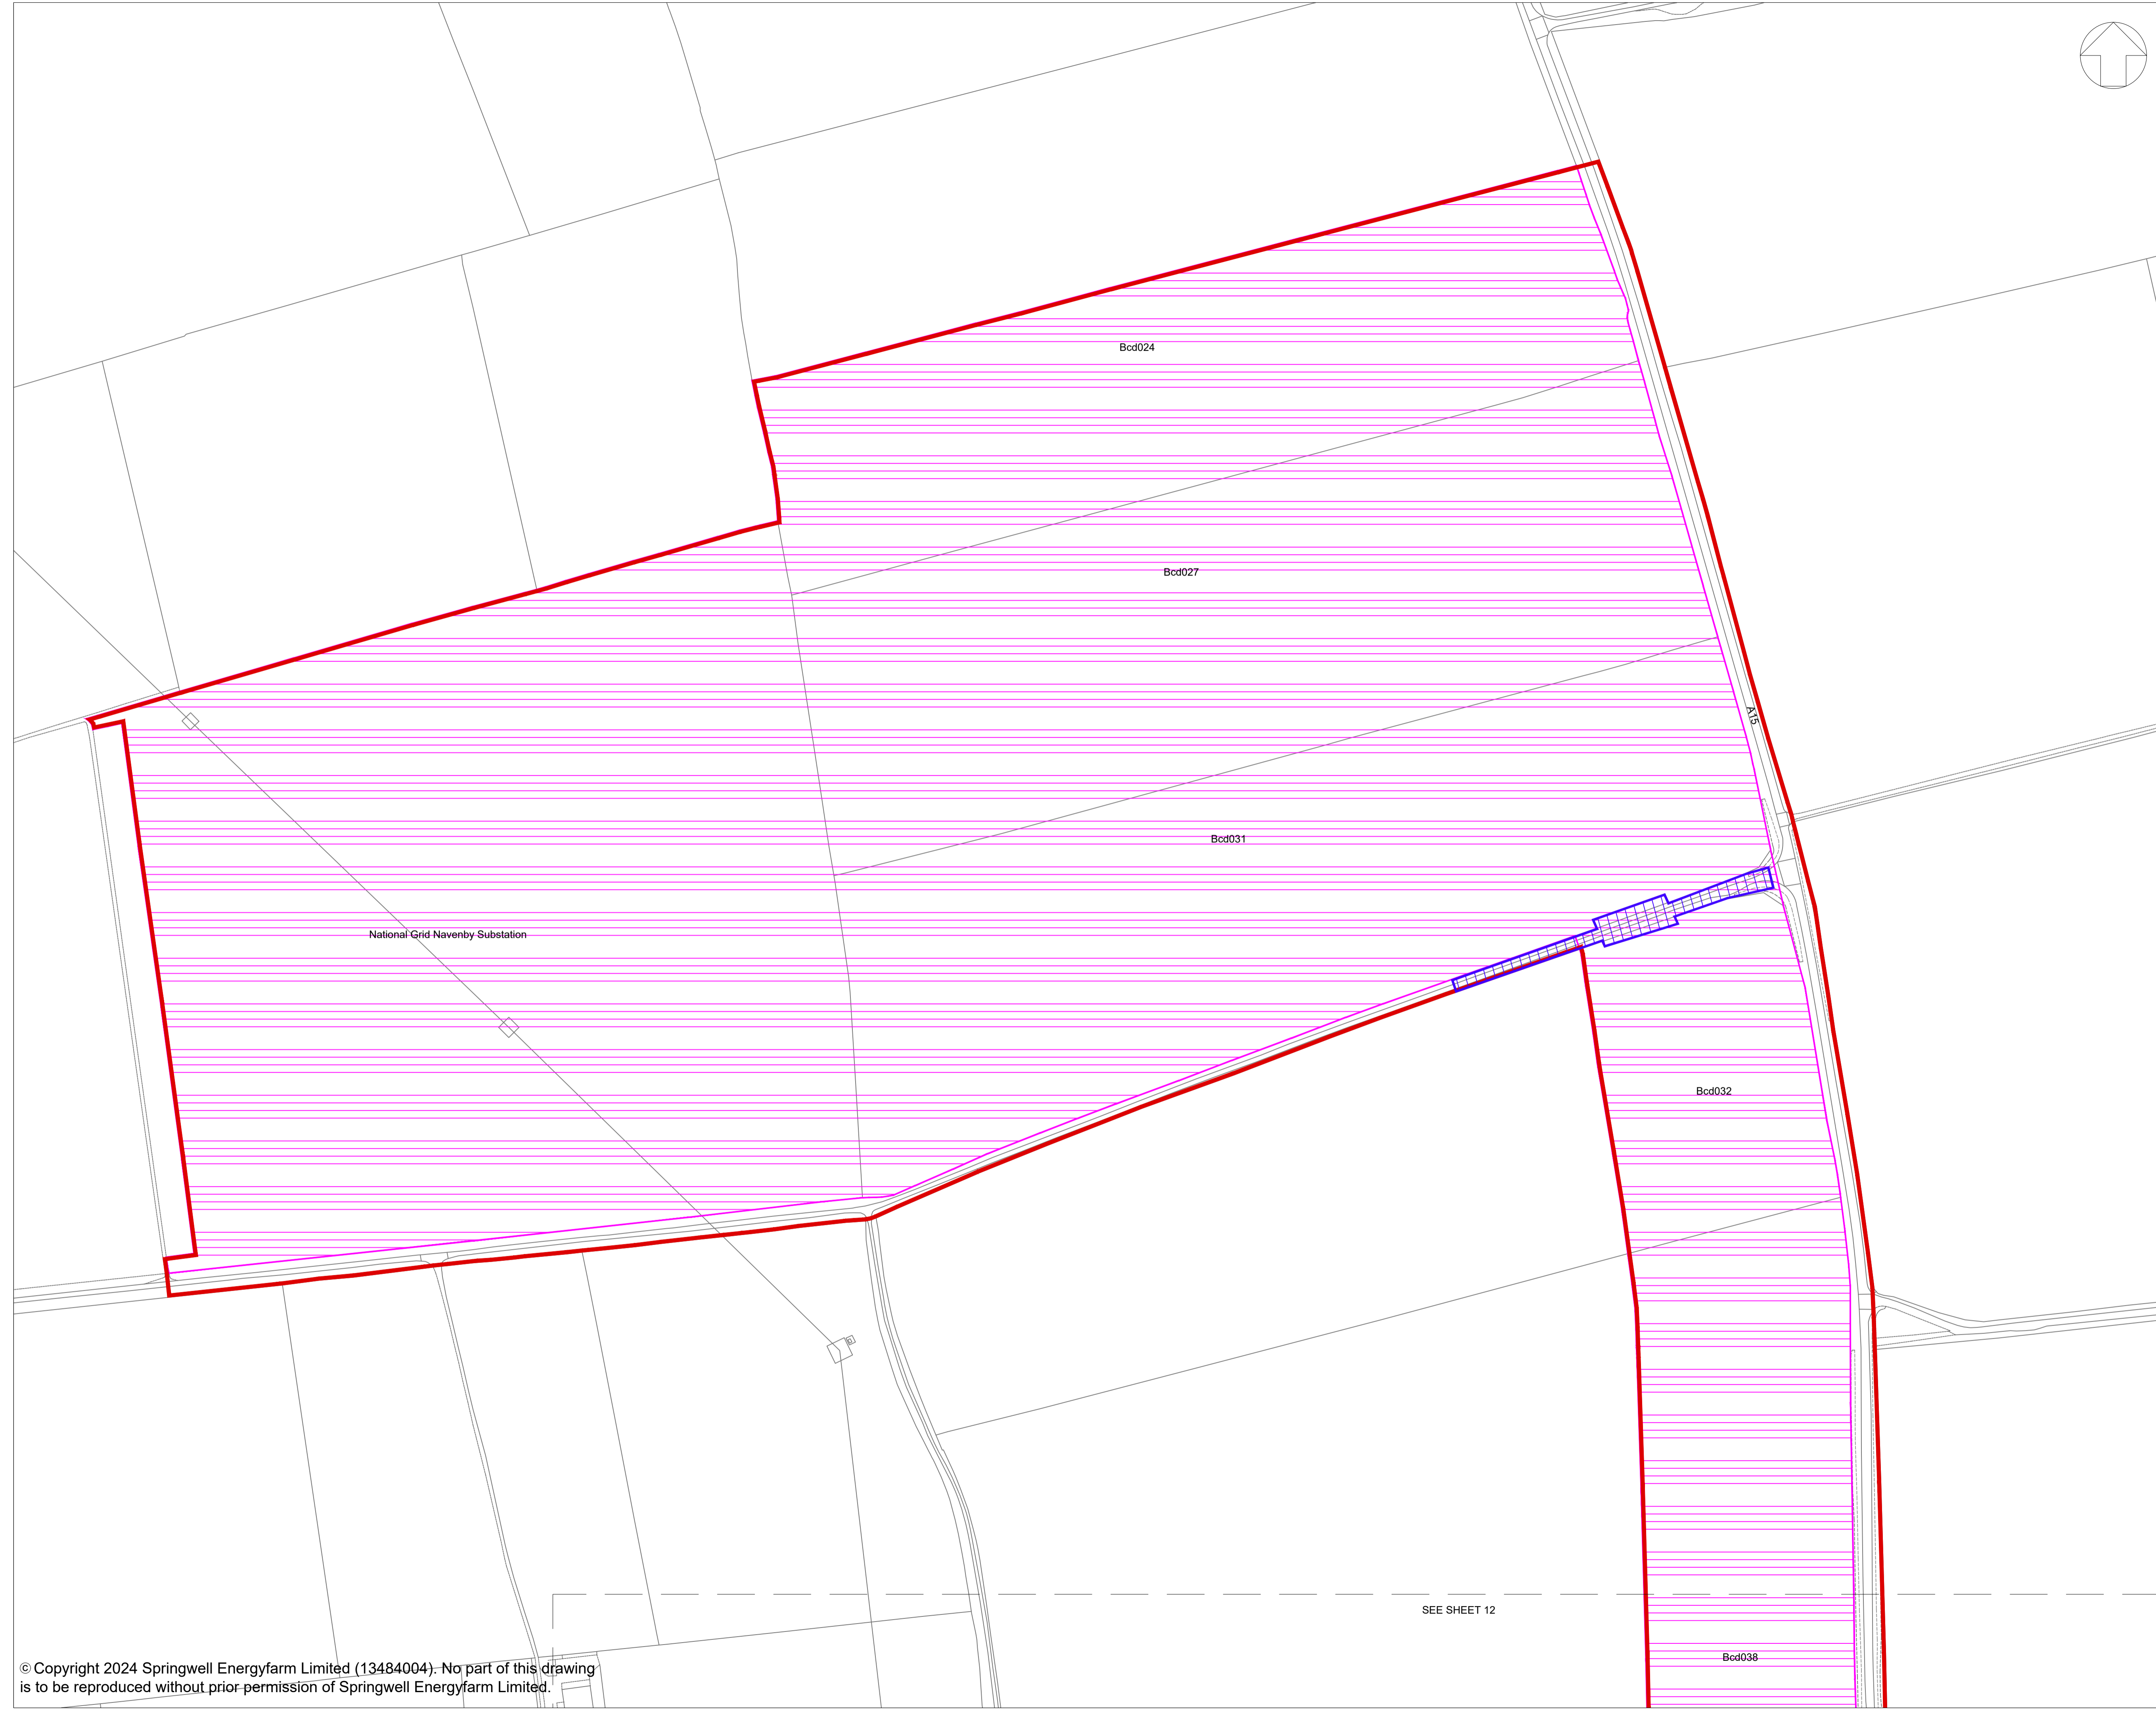 Bcd024
Bcd027
A15
Bcd031
National Grid Navenby Substation
Bcd032
SEE SHEET 12
Bcd038
© Copyright 2024 Springwell Energyfarm Limited (13484004). No part of this drawing
is to be reproduced without prior permission of Springwell Energyfarm Limited.